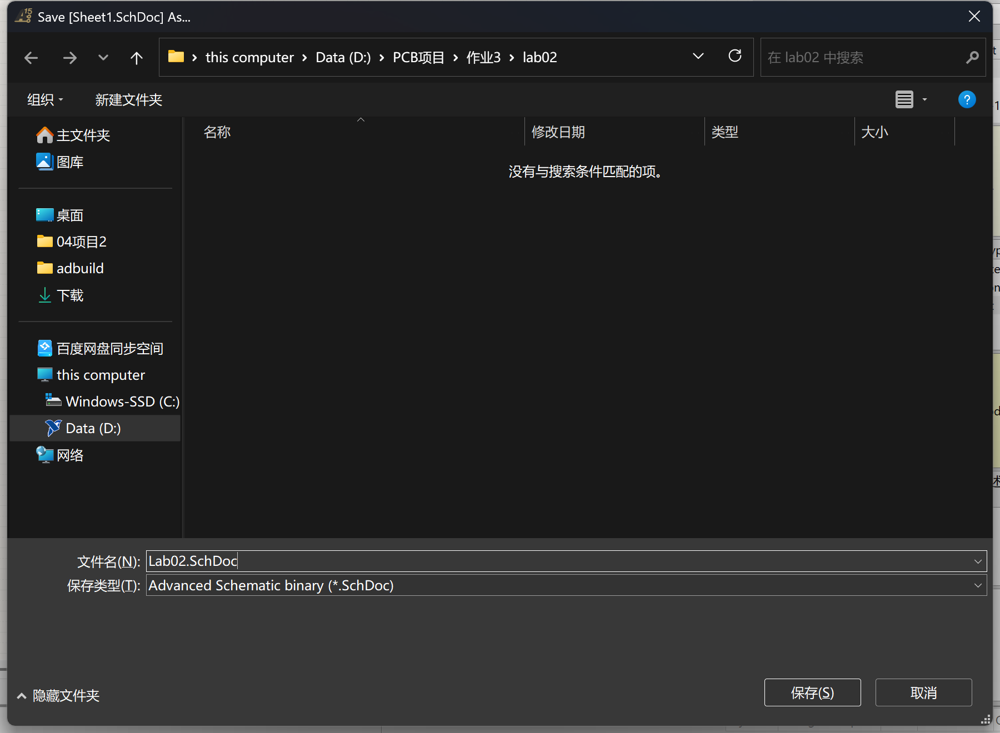 Save [Sheet1.SchDoc] As...
this computer › Data (D:) › PCB项目 › 作业3 › lab02
在 lab02 中搜索
组织
新建文件夹
主文件夹
图库
桌面
04项目2
adbuild
下载
百度网盘同步空间
this computer
Windows-SSD (C:)
Data (D:)
网络
名称 修改日期 类型 大小
没有与搜索条件匹配的项。
文件名(N): Lab02.SchDoc
保存类型(T): Advanced Schematic binary (*.SchDoc)
隐藏文件夹
保存(S)
取消